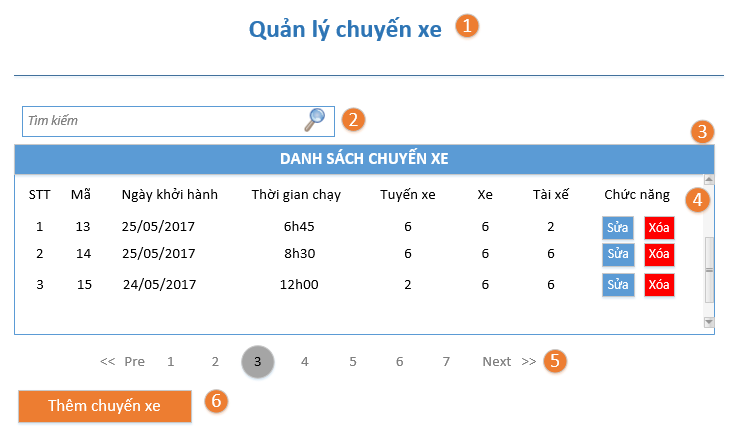 Quản lý chuyến xe 1
Tìm kiếm 2
3
DANH SÁCH CHUYẾN XE
STT Mã Ngày khởi hành Thời gian chạy Tuyến xe Xe Tài xế Chức năng 4
1 13 25/05/2017 6h45 6 6 2 Sửa Xóa
2 14 25/05/2017 8h30 6 6 6 Sửa Xóa
3 15 24/05/2017 12h00 2 6 6 Sửa Xóa
<< Pre 1 2 3 4 5 6 7 Next >> 5
Thêm chuyến xe 6